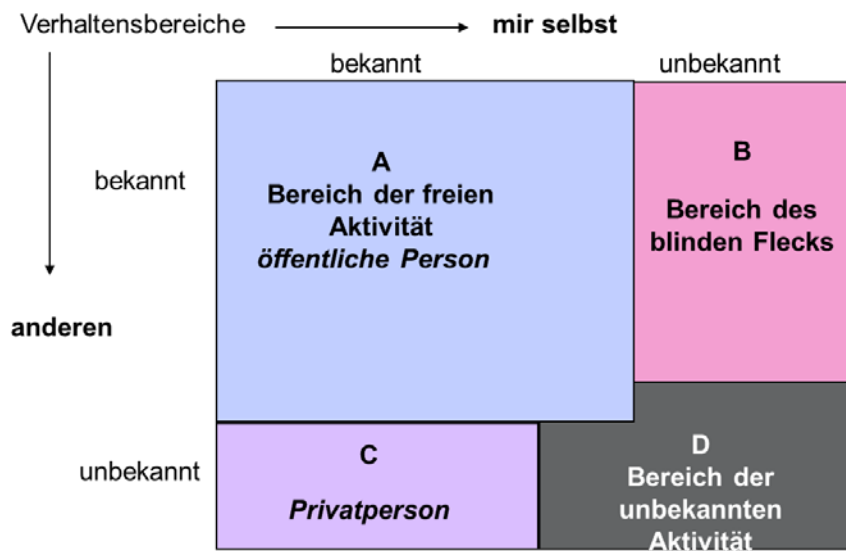 Verhaltensbereiche
mir selbst
bekannt
unbekannt
bekannt
anderen
unbekannt
A
Bereich der freien
Aktivität
öffentliche Person
B
Bereich des
blinden Flecks
C
Privatperson
D
Bereich der
unbekannten
Aktivität